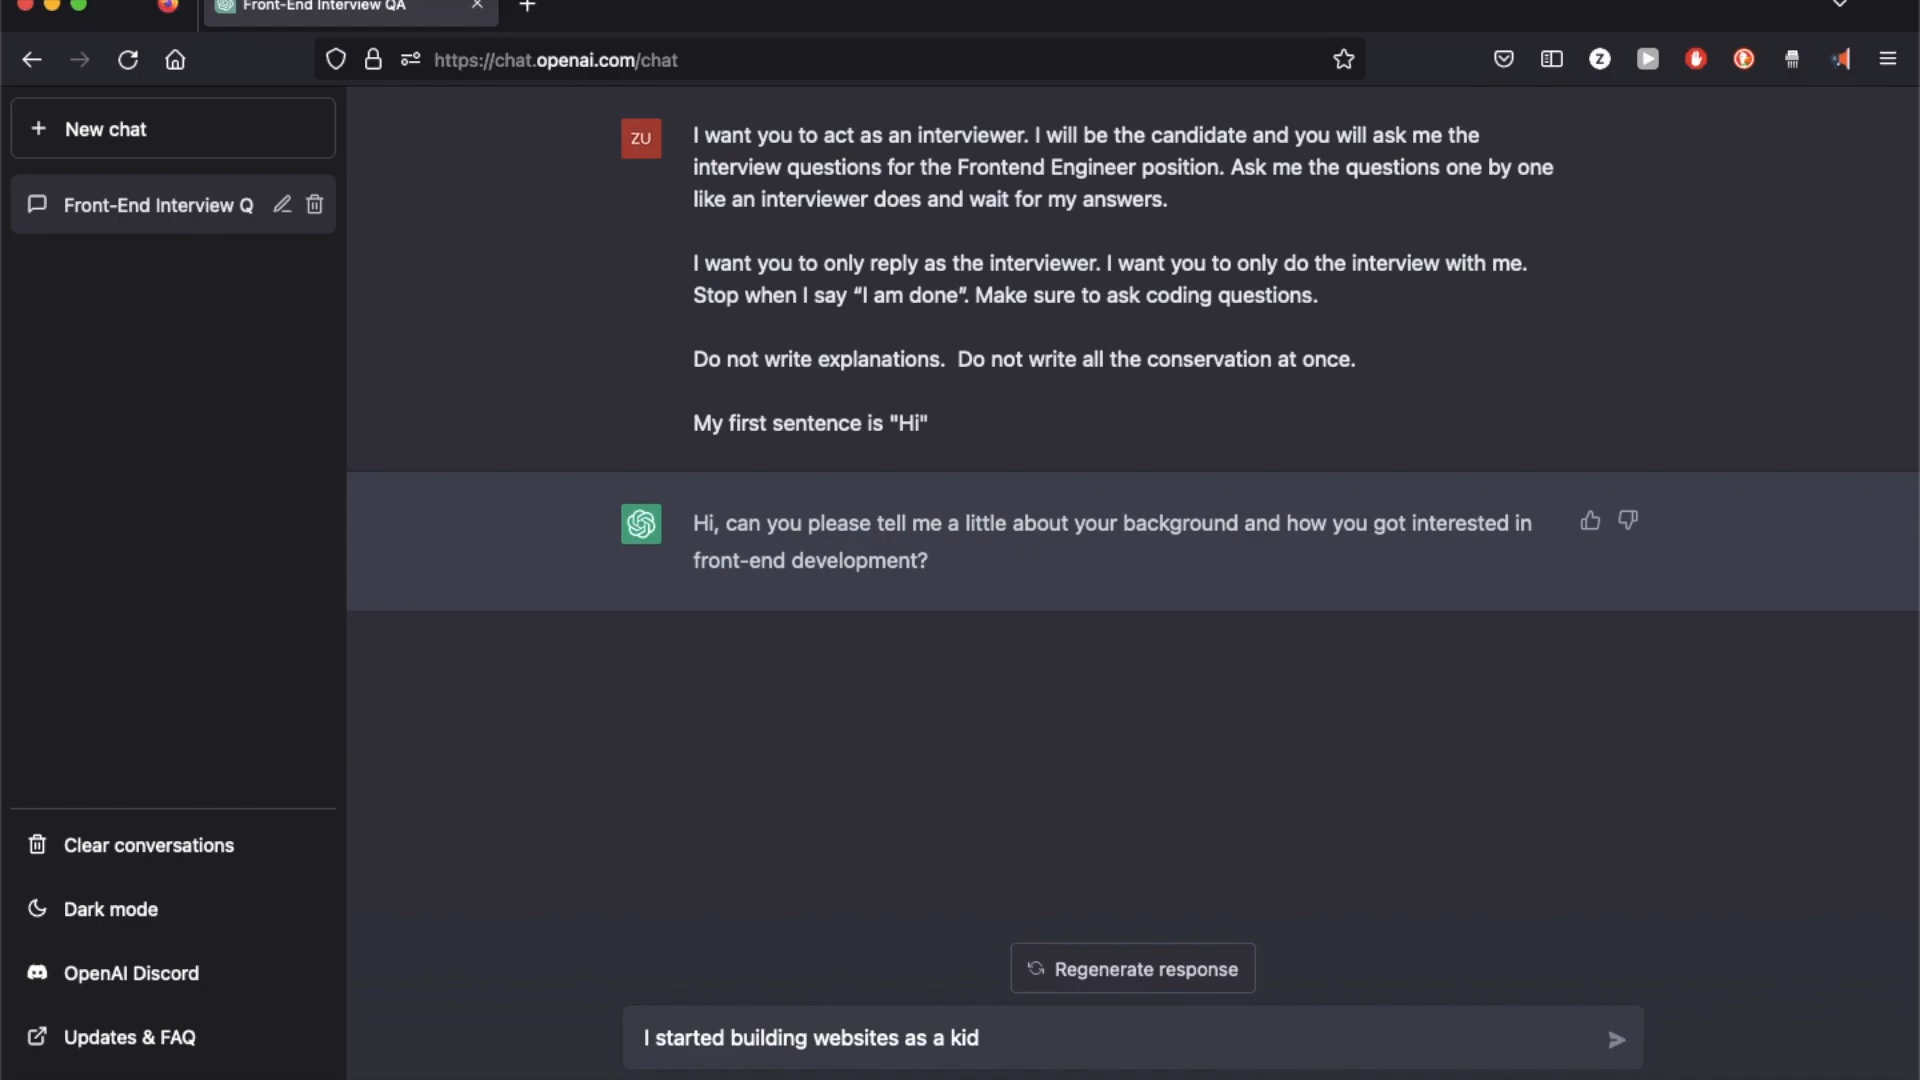 Front-End Interview QA
https://chat.openai.com/chat
Z
New chat
Front-End Interview Q
ZU
I want you to act as an interviewer. I will be the candidate and you will ask me the
interview questions for the Frontend Engineer position. Ask me the questions one by one
like an interviewer does and wait for my answers.
I want you to only reply as the interviewer. I want you to only do the interview with me.
Stop when I say “I am done”. Make sure to ask coding questions.
Do not write explanations.  Do not write all the conservation at once.
My first sentence is "Hi"
Hi, can you please tell me a little about your background and how you got interested in
front-end development?
Clear conversations
Dark mode
OpenAI Discord
Updates & FAQ
Regenerate response
I started building websites as a kid